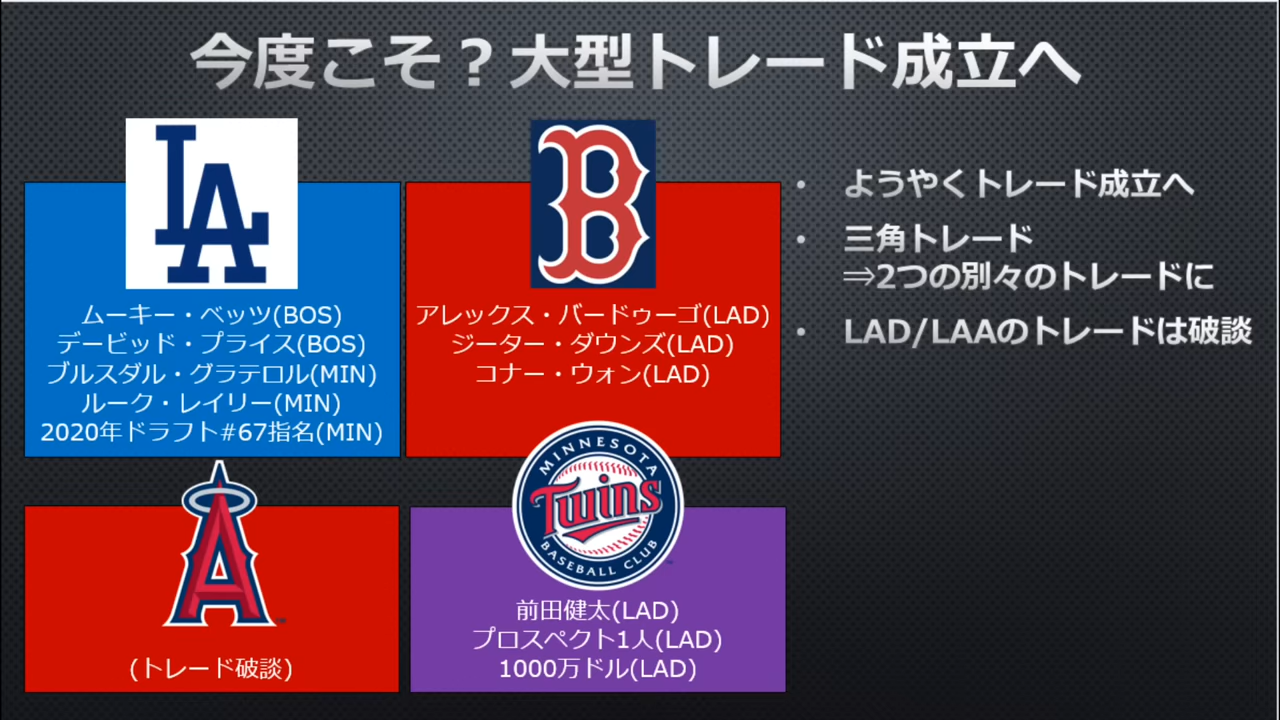 今度こそ？大型トレード成立へ
LA
ムーキー・ベッツ(BOS)
デービッド・プライス(BOS)
ブルスダル・グラテロル(MIN)
ルーク・レイリー(MIN)
2020年ドラフト#67指名(MIN)
B
アレックス・バードゥーゴ(LAD)
ジーター・ダウンズ(LAD)
コナー・ウォン(LAD)
A
(トレード破談)
MINNESOTA
Twins
BASEBALL CLUB
前田健太(LAD)
プロスペクト1人(LAD)
1000万ドル(LAD)
• ようやくトレード成立へ
• 三角トレード
⇒2つの別々のトレードに
• LAD/LAAのトレードは破談